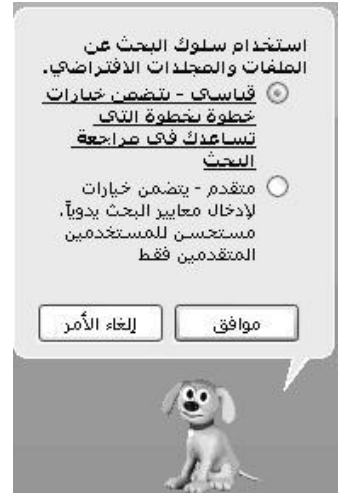 استخدام سلوك البحث عن
الملفات والمجلدات الافتراضي.
قياسي - يتضمن خيارات
خطوة بخطوة التي
تساعدك في مراجعة
البحث
متقدم - يتضمن خيارات
لإدخال معايير البحث يدوياً.
مستحسن للمستخدمين
المتقدمين فقط
موافق
إلغاء الأمر